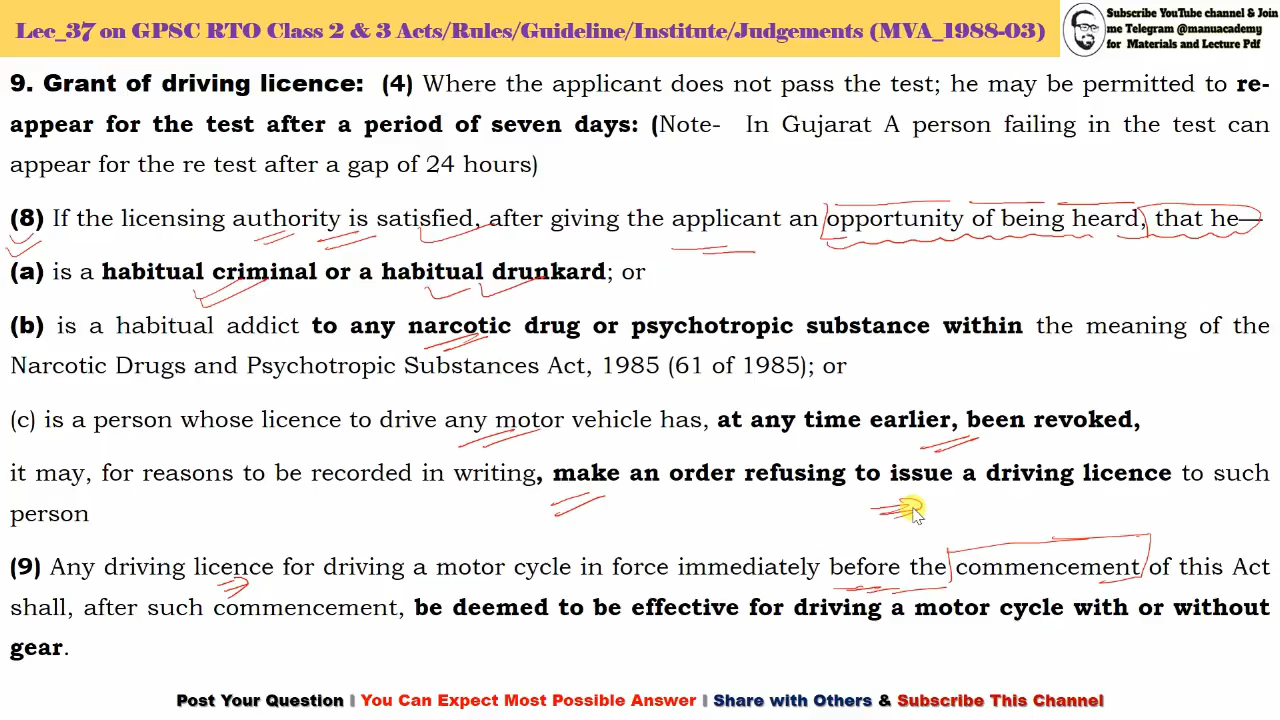 Lec_37 on GPSC RTO Class 2 & 3 Acts/Rules/Guideline/Institute/Judgements (MVA_1988-03)
Subscribe YouTube channel & Join
me Telegram @manuacademy
for Materials and Lecture Pdf
9. Grant of driving licence: (4) Where the applicant does not pass the test; he may be permitted to re-
appear for the test after a period of seven days: (Note- In Gujarat A person failing in the test can
appear for the re test after a gap of 24 hours)
(8) If the licensing authority is satisfied, after giving the applicant an opportunity of being heard, that he—
(a) is a habitual criminal or a habitual drunkard; or
(b) is a habitual addict to any narcotic drug or psychotropic substance within the meaning of the
Narcotic Drugs and Psychotropic Substances Act, 1985 (61 of 1985); or
(c) is a person whose licence to drive any motor vehicle has, at any time earlier, been revoked,
it may, for reasons to be recorded in writing, make an order refusing to issue a driving licence to such
person
(9) Any driving licence for driving a motor cycle in force immediately before the commencement of this Act
shall, after such commencement, be deemed to be effective for driving a motor cycle with or without
gear.
Post Your Question | You Can Expect Most Possible Answer | Share with Others & Subscribe This Channel